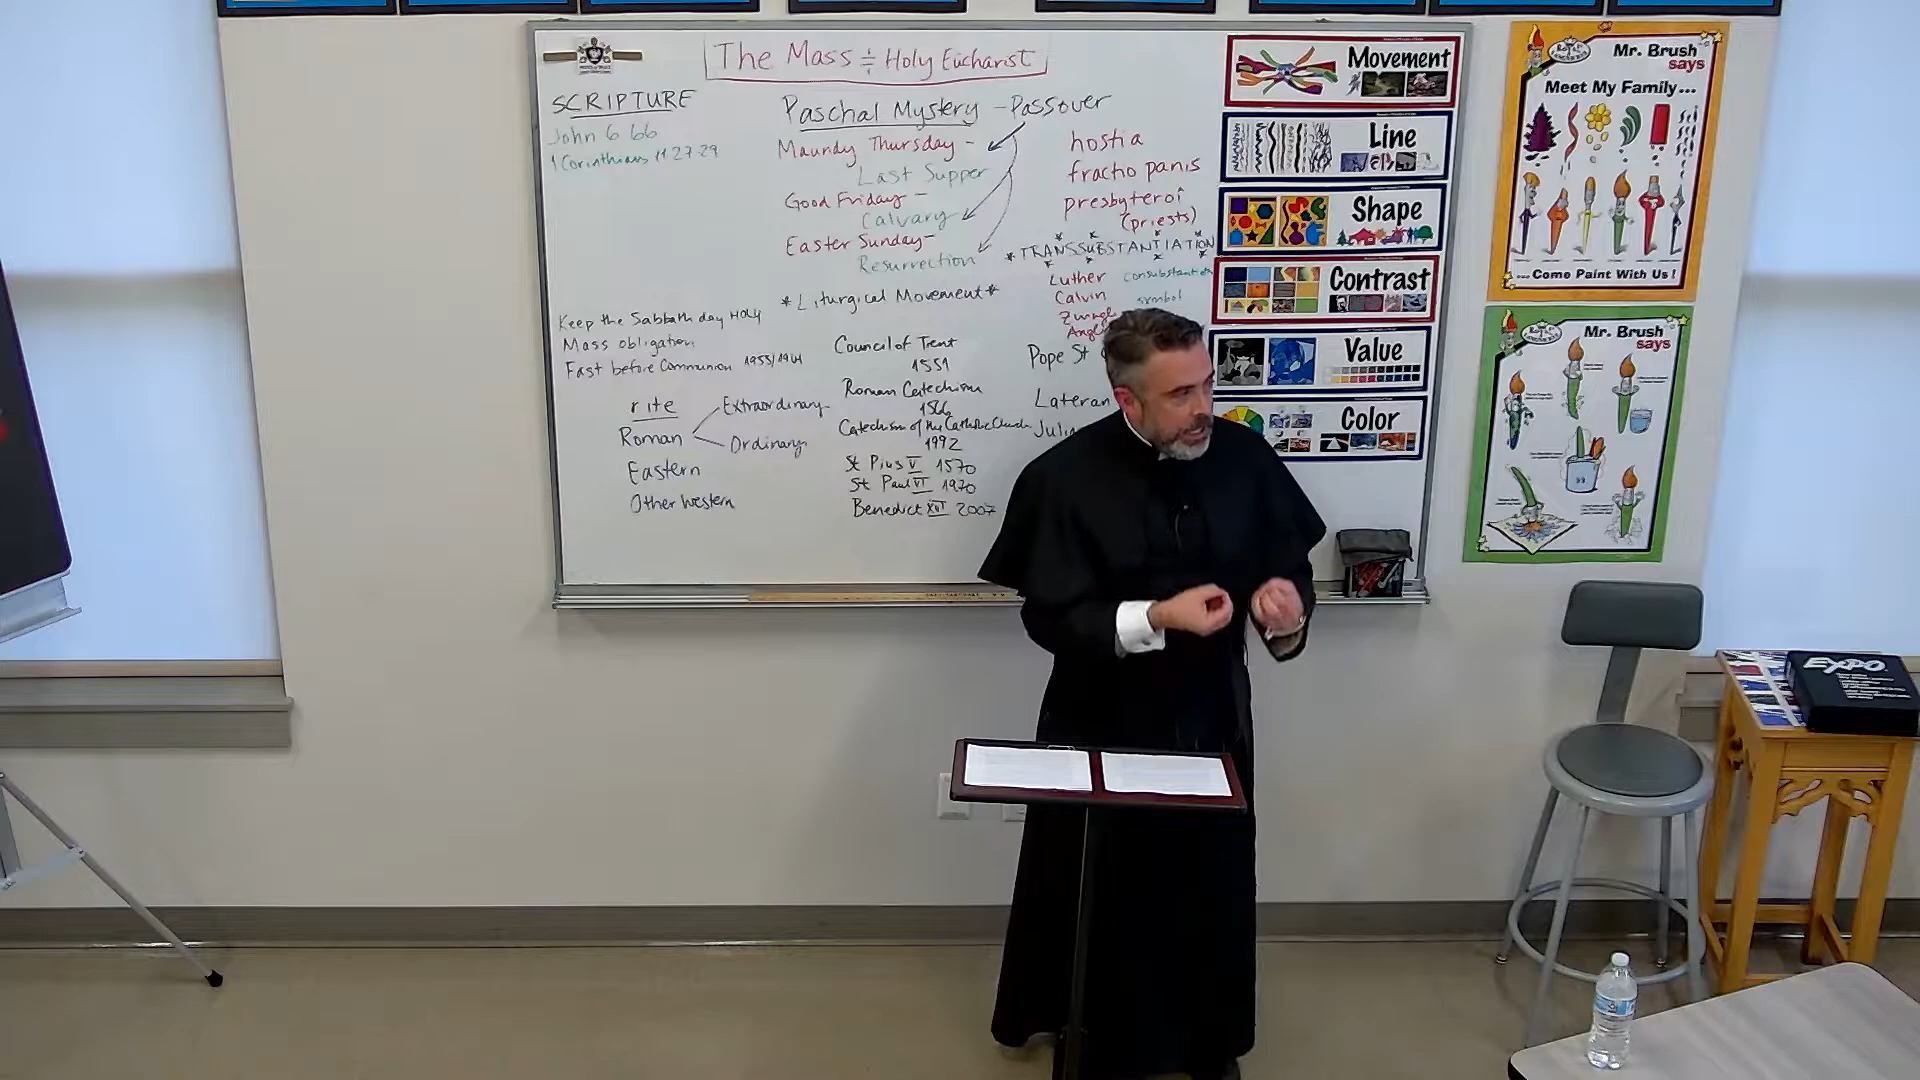 The Mass & Holy Eucharist
SCRIPTURE
John 6 66
1 Corinthians 11 27-29
Paschal Mystery - Passover
Maundy Thursday -
Last Supper
Good Friday -
Calvary
Easter Sunday -
Resurrection
* Liturgical Movement *
hostia
fractio panis
presbyteroi
(priests)
* TRANSSUBSTANTIATION
Luther
Calvin symbol
Pope St
Lateran
Keep the Sabbath day Holy
Mass obligation
Fast before Communion 1953/1964
rite
Roman
Extraordinary
Ordinary
Eastern
Other Western
Council of Trent
1551
Roman Catechism
1566
Catechism of the Catholic Church
1992
St Pius V 1570
St Paul VI 1970
Benedict XVI 2007
Movement
Line
Shape
Contrast
Value
Color
Mr. Brush
says
Meet My Family...
... Come Paint With Us!
Mr. Brush
says
EXPO